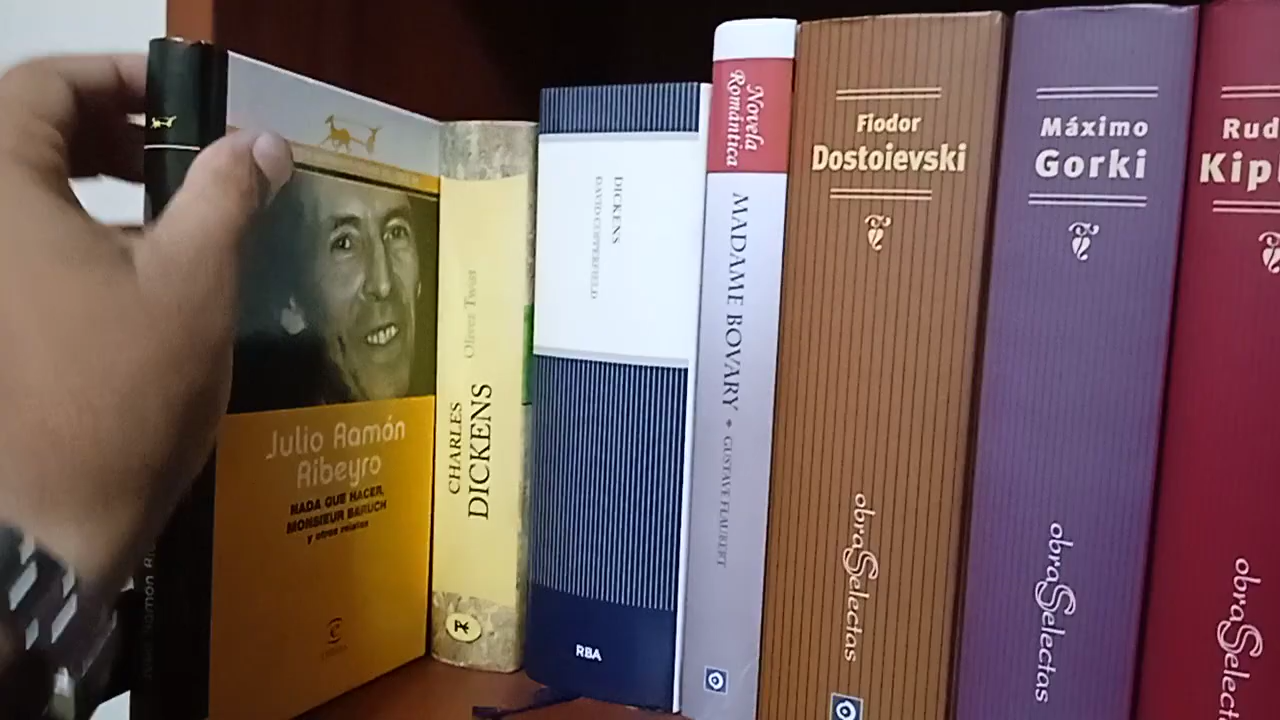 Julio Ramón
Ribeyro
NADA QUE HACER,
MONSIEUR BARUCH
y otros relatos
CHARLES
DICKENS
Oliver Twist
DICKENS
DAVID COPPERFIELD
RBA
Novela
Romántica
MADAME BOVARY • GUSTAVE FLAUBERT
Fiodor
Dostoievski
obraSelectas
Máximo
Gorki
obraSelectas